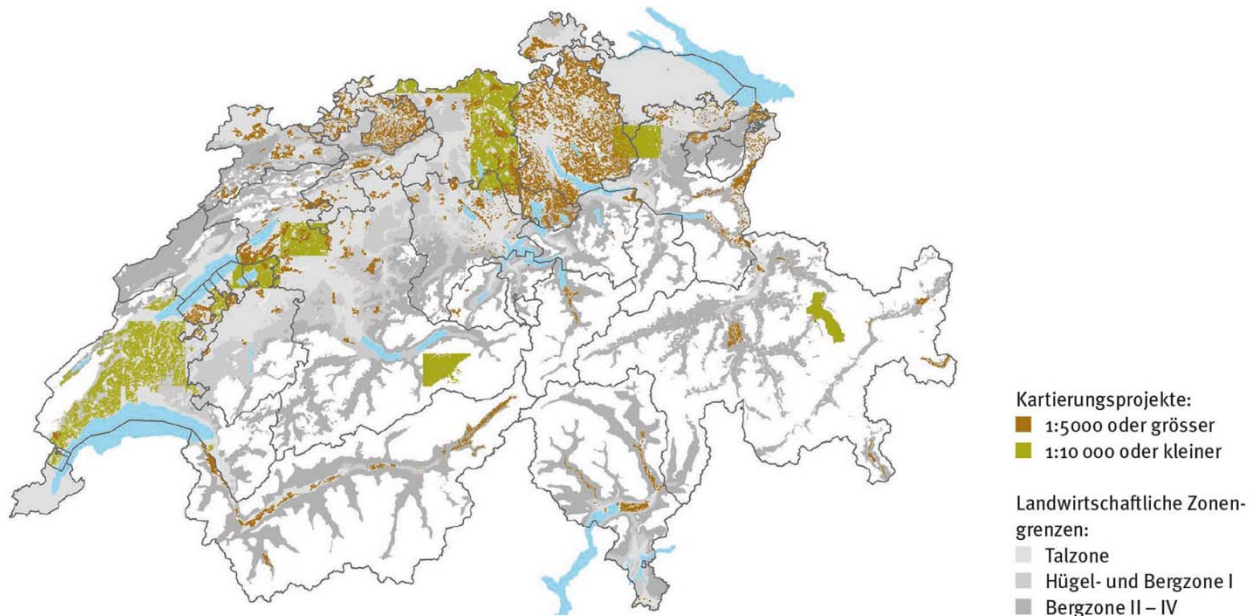 Kartierungsprojekte:
1:5000 oder grösser
1:10 000 oder kleiner
Landwirtschaftliche Zonen-
grenzen:
Talzone
Hügel- und Bergzone I
Bergzone II – IV